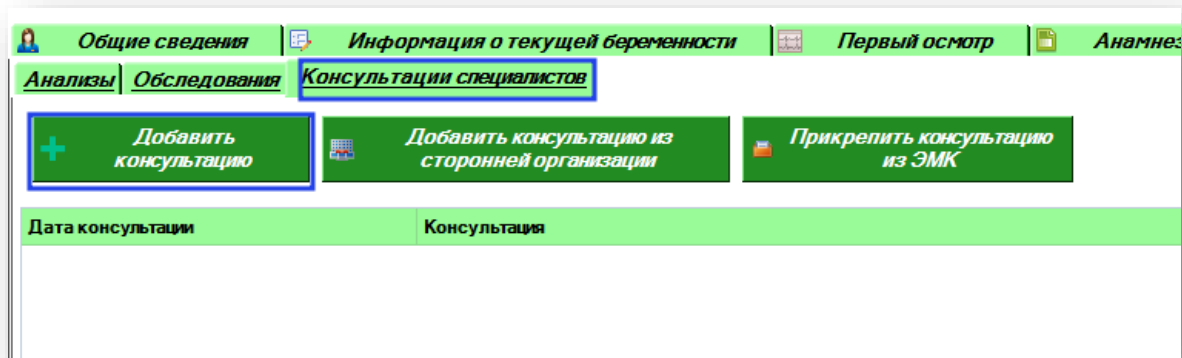 Общие сведения Информация о текущей беременности Первый осмотр Анамнез
Анализы Обследования Консультации специалистов
Добавить консультацию из Прикрепить консультацию
Добавить
консультацию
сторонней организации
из ЭМК
Дата консультации Консультация